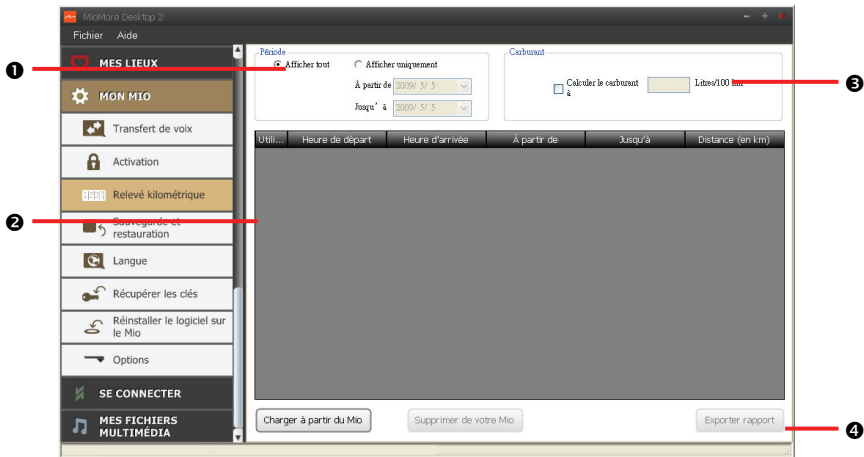 MioMore Desktop 2
Fichier Aide
MES LIEUX
MON MIO
Transfert de voix
Activation
Relevé kilométrique
Sauvegarde et
restauration
Langue
Récupérer les clés
Réinstaller le logiciel sur
le Mio
Options
SE CONNECTER
MES FICHIERS
MULTIMÉDIA
Période
Afficher tout Afficher uniquement
À partir de 2009/ 5/ 5
Jusqu'à 2009/ 5/ 5
Carburant
Calculer le carburant
à
Litres/100 km
Utili... Heure de départ Heure d'arrivée À partir de Jusqu'à Distance (en km)
Charger à partir du Mio Supprimer de votre Mio Exporter rapport
❶
❷
❸
❹